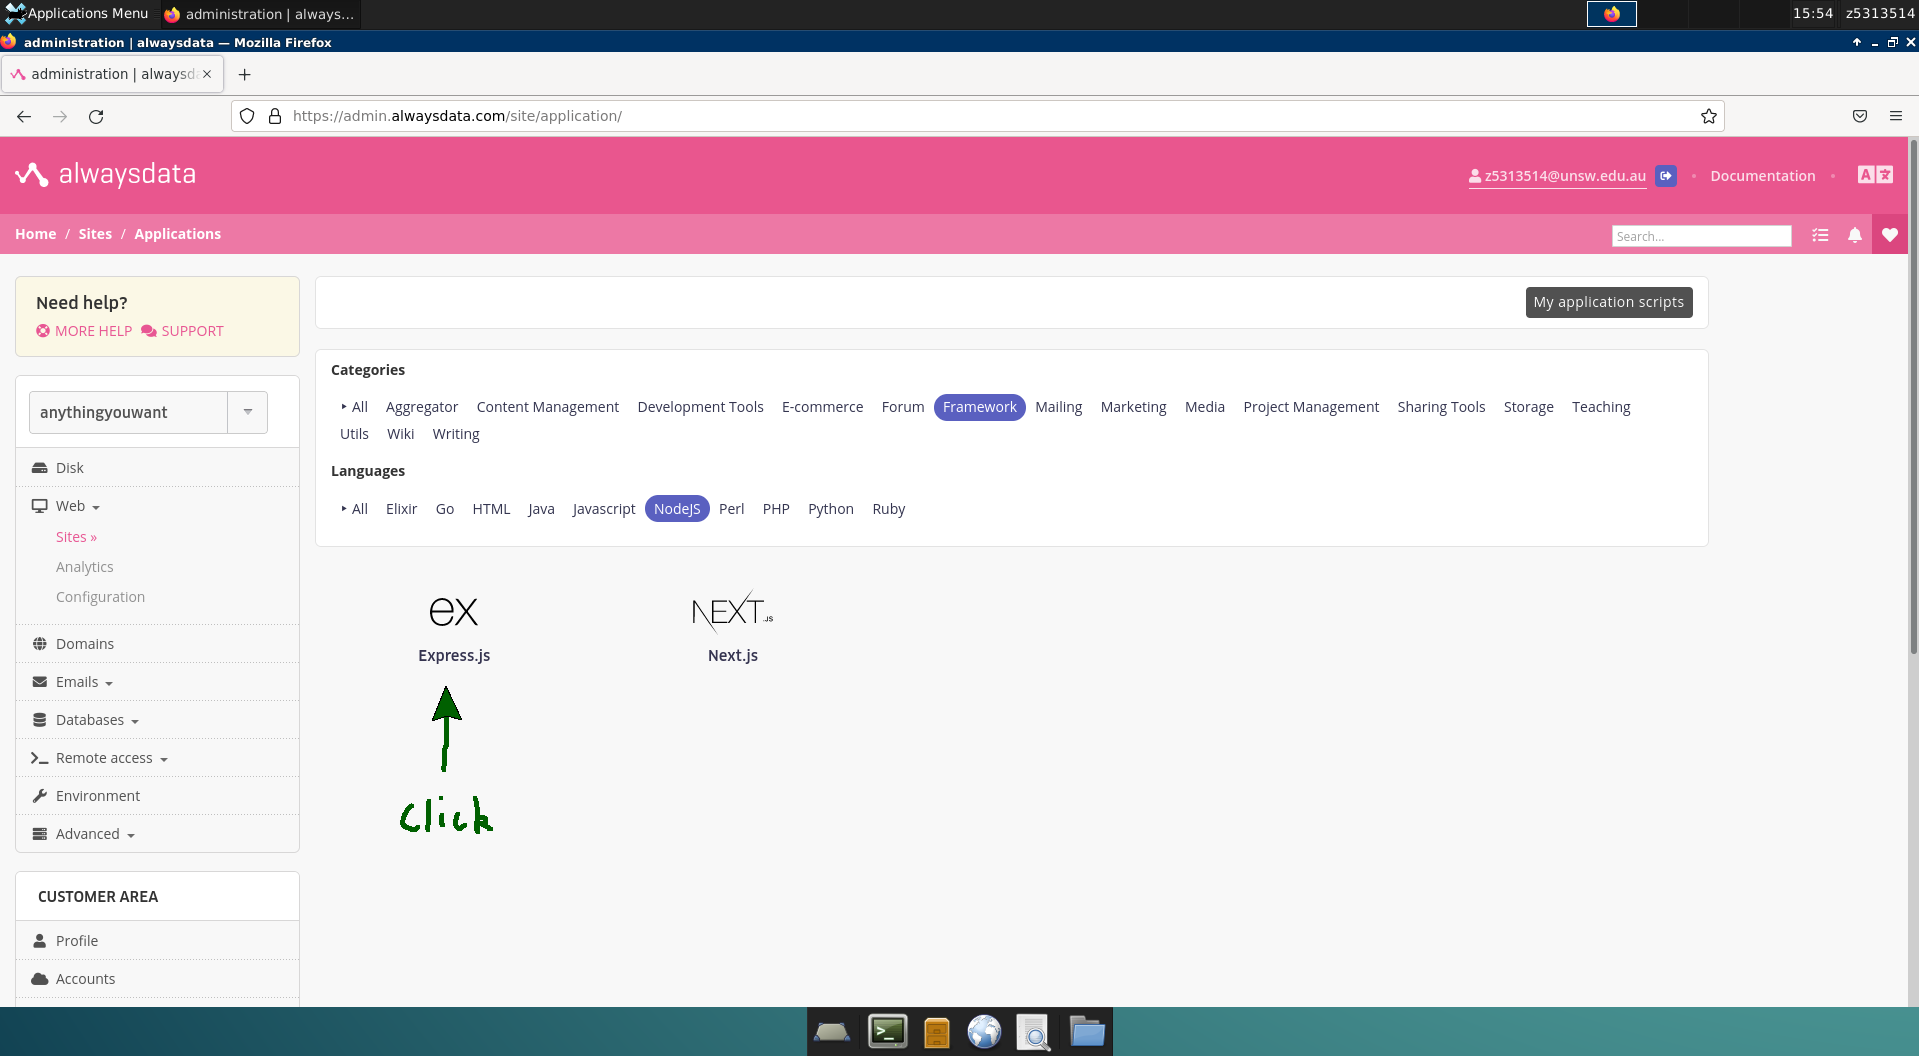 Applications Menu administration | always... 15:54 z5313514
administration | alwaysdata — Mozilla Firefox
administration | alwaysda
https://admin.alwaysdata.com/site/application/
alwaysdata
z5313514@unsw.edu.au • Documentation •
Home / Sites / Applications
Search...
Need help?
MORE HELP SUPPORT
My application scripts
anythingyouwant
Disk
Web
Sites »
Analytics
Configuration
Domains
Emails
Databases
Remote access
Environment
Advanced
CUSTOMER AREA
Profile
Accounts
Categories
All Aggregator Content Management Development Tools E-commerce Forum Framework Mailing Marketing Media Project Management Sharing Tools Storage Teaching
Utils Wiki Writing
Languages
All Elixir Go HTML Java Javascript NodeJS Perl PHP Python Ruby
ex NEXT.JS
Express.js Next.js
click